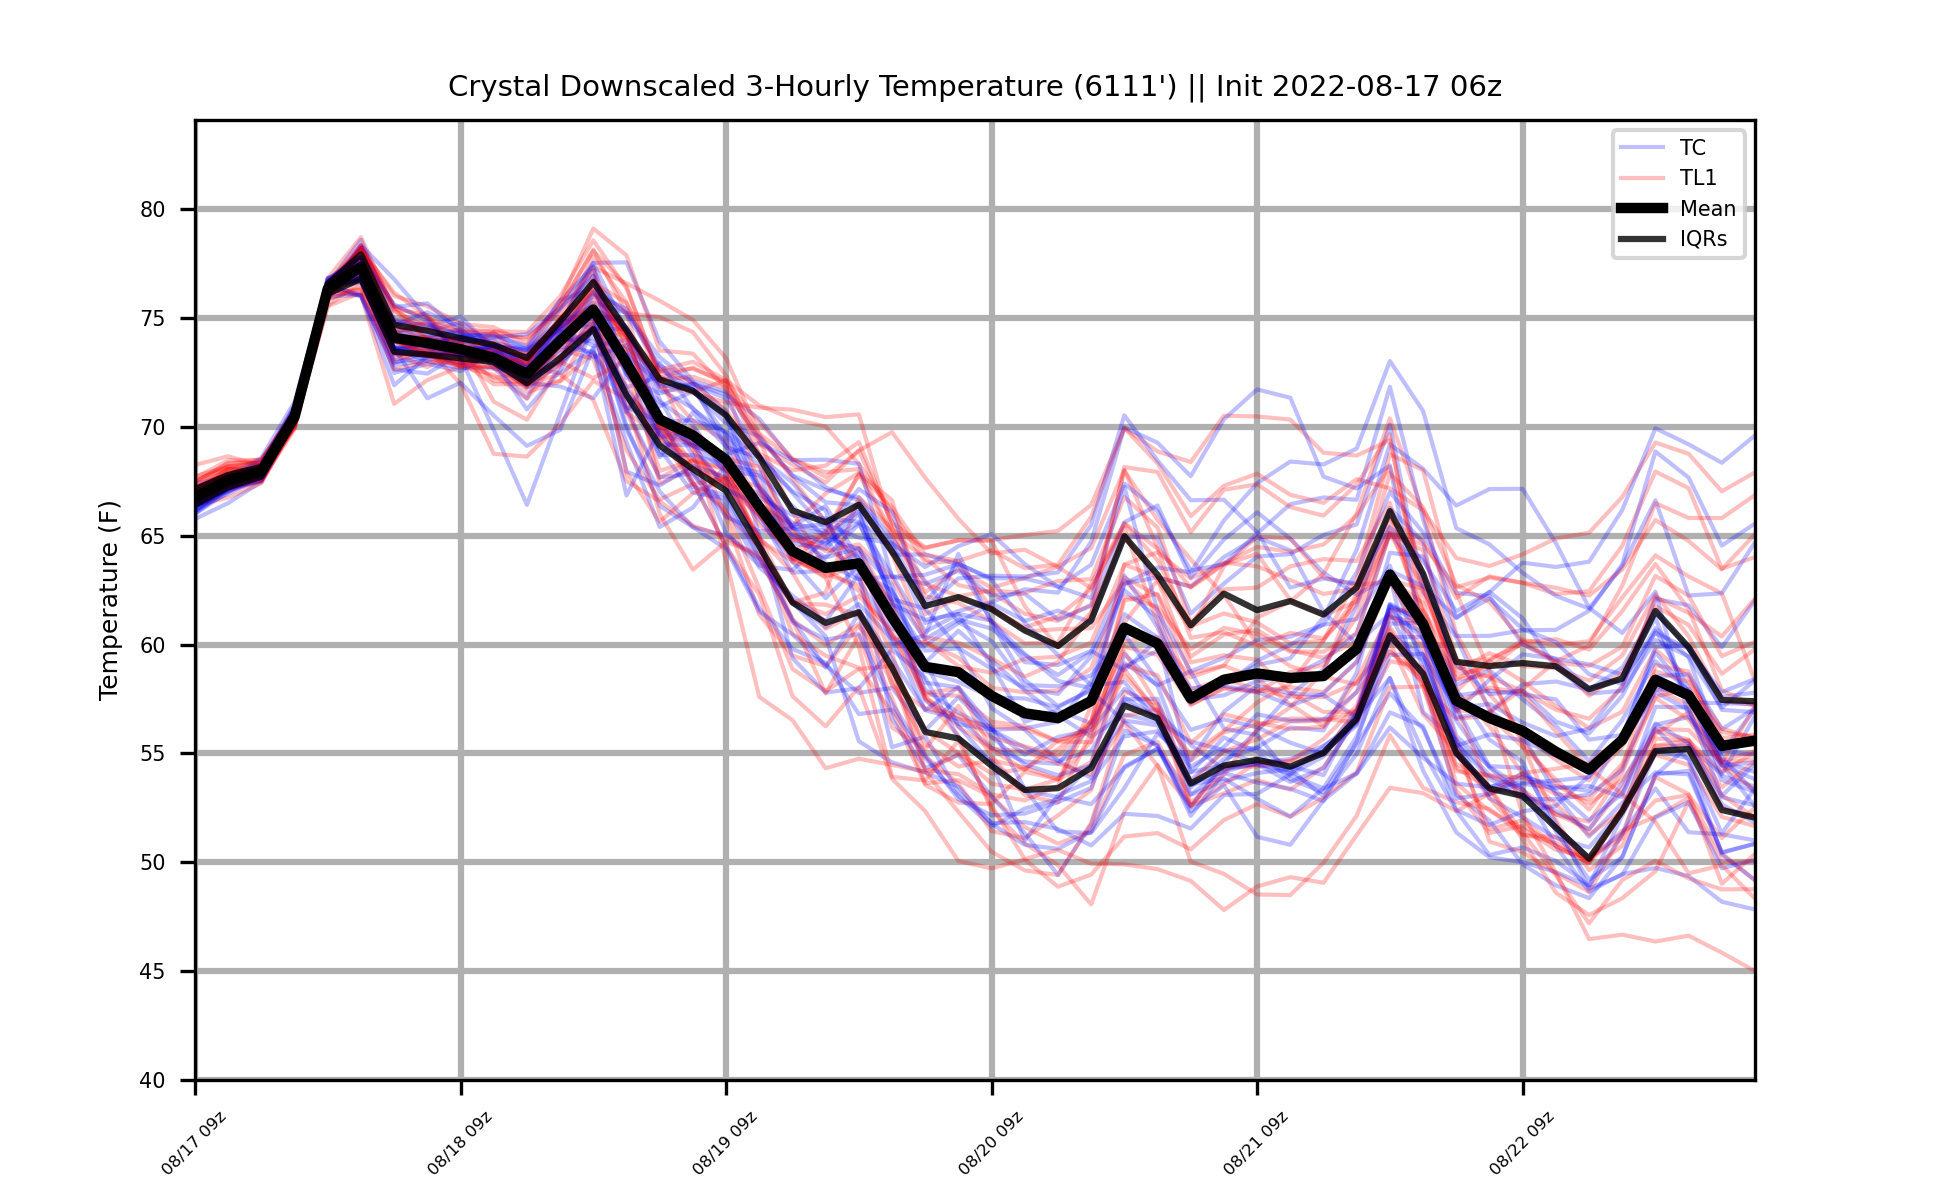 Crystal Downscaled 3-Hourly Temperature (6111') || Init 2022-08-17 06z
TC
TL1
Mean
IQRs
Temperature (F)
80
75
70
65
60
55
50
45
40
08/17 09z
08/18 09z
08/19 09z
08/20 09z
08/21 09z
08/22 09z